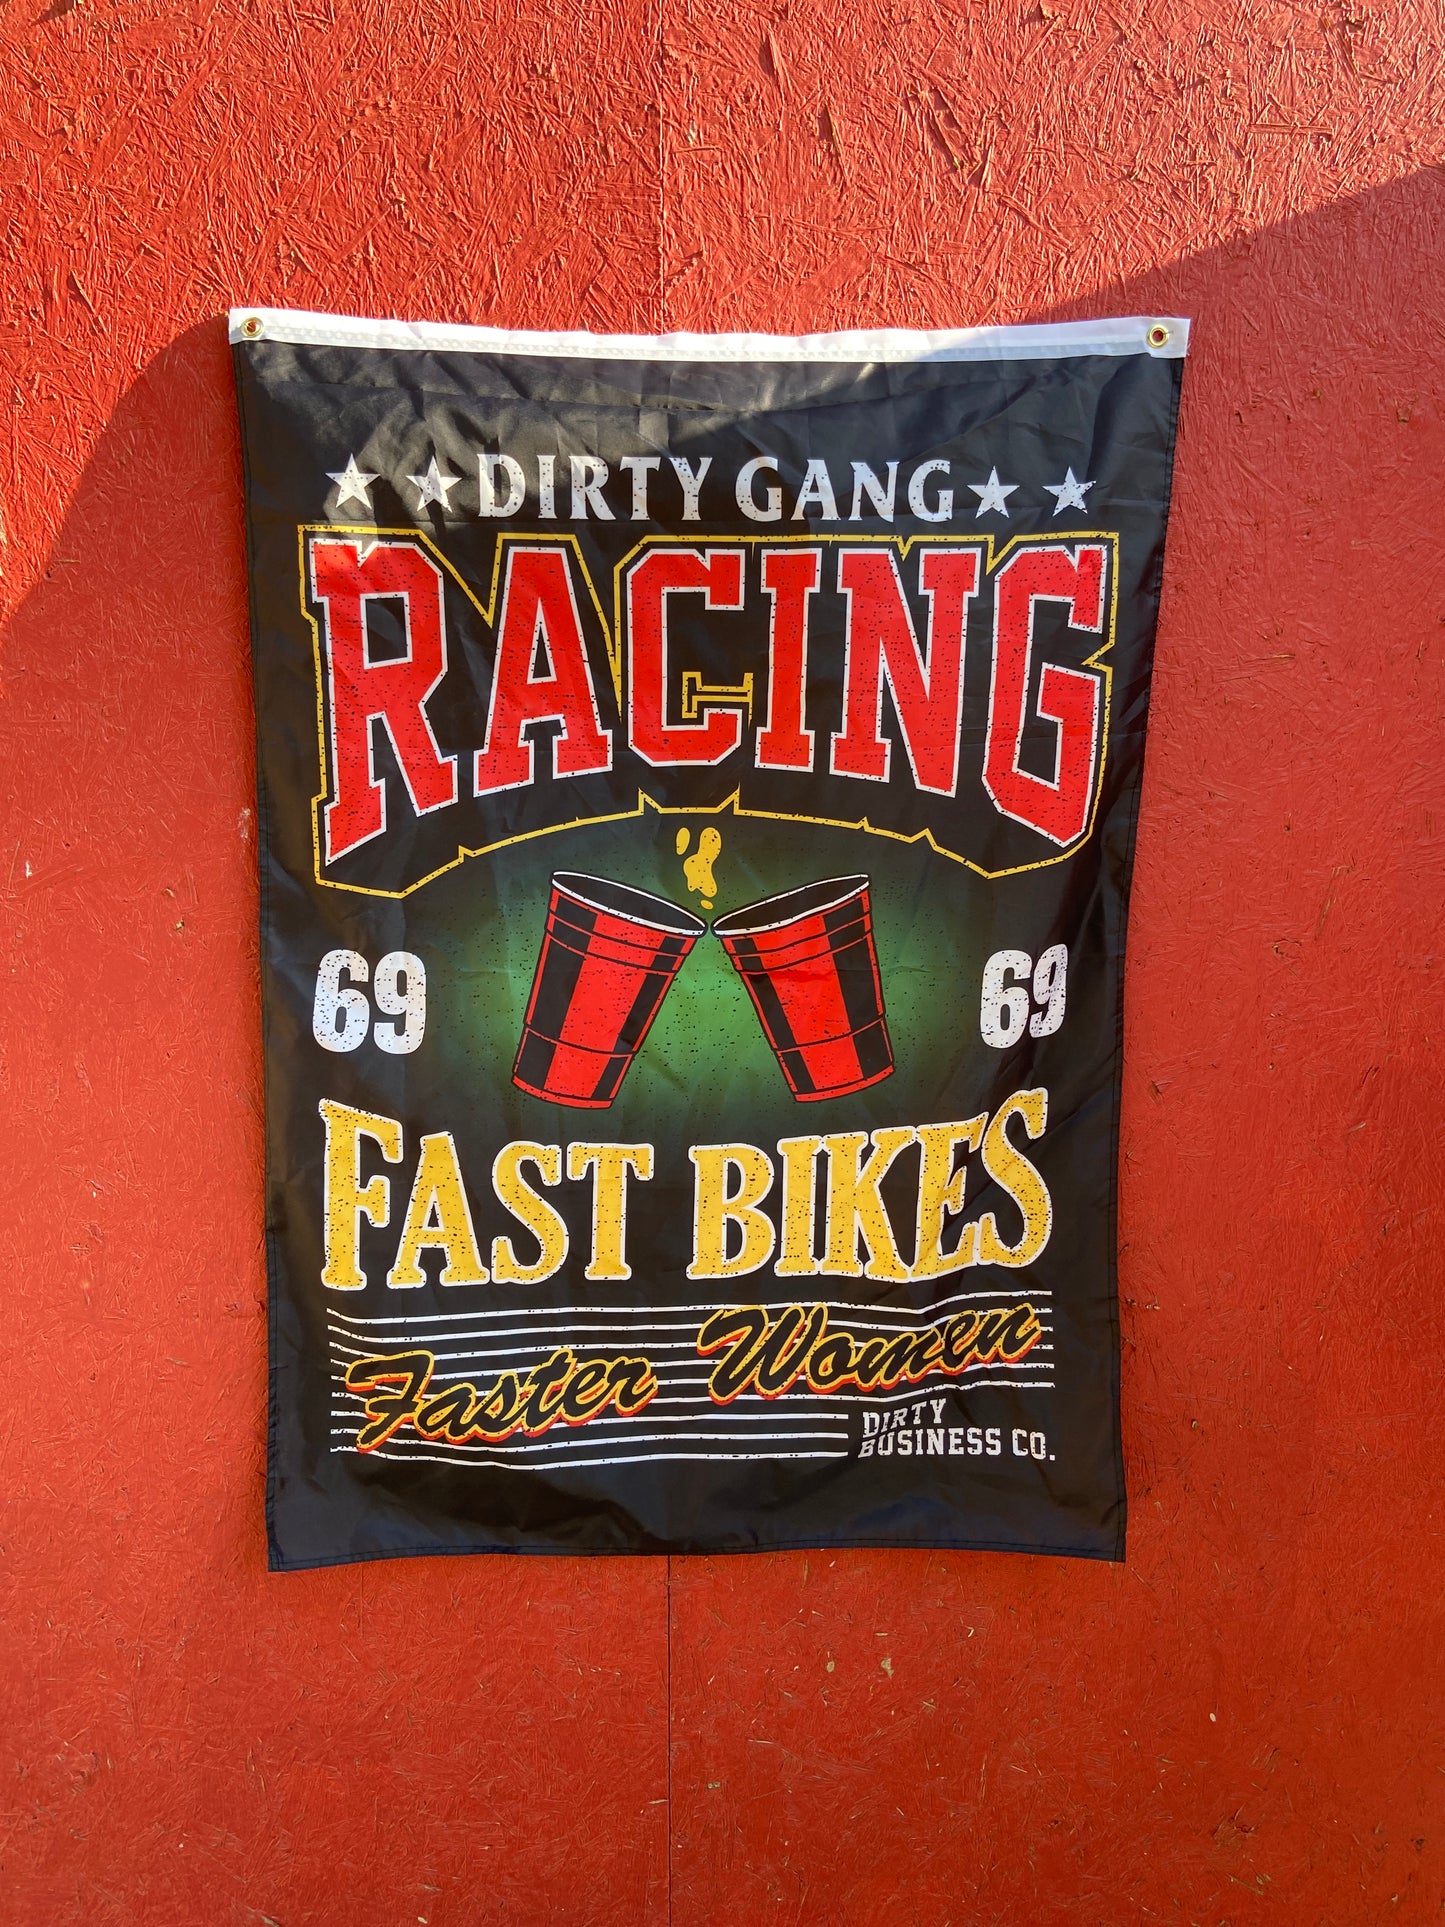 DIRTY GANG
RACING
69 69
FAST BIKES
Faster Women
DIRTY
BUSINESS CO.